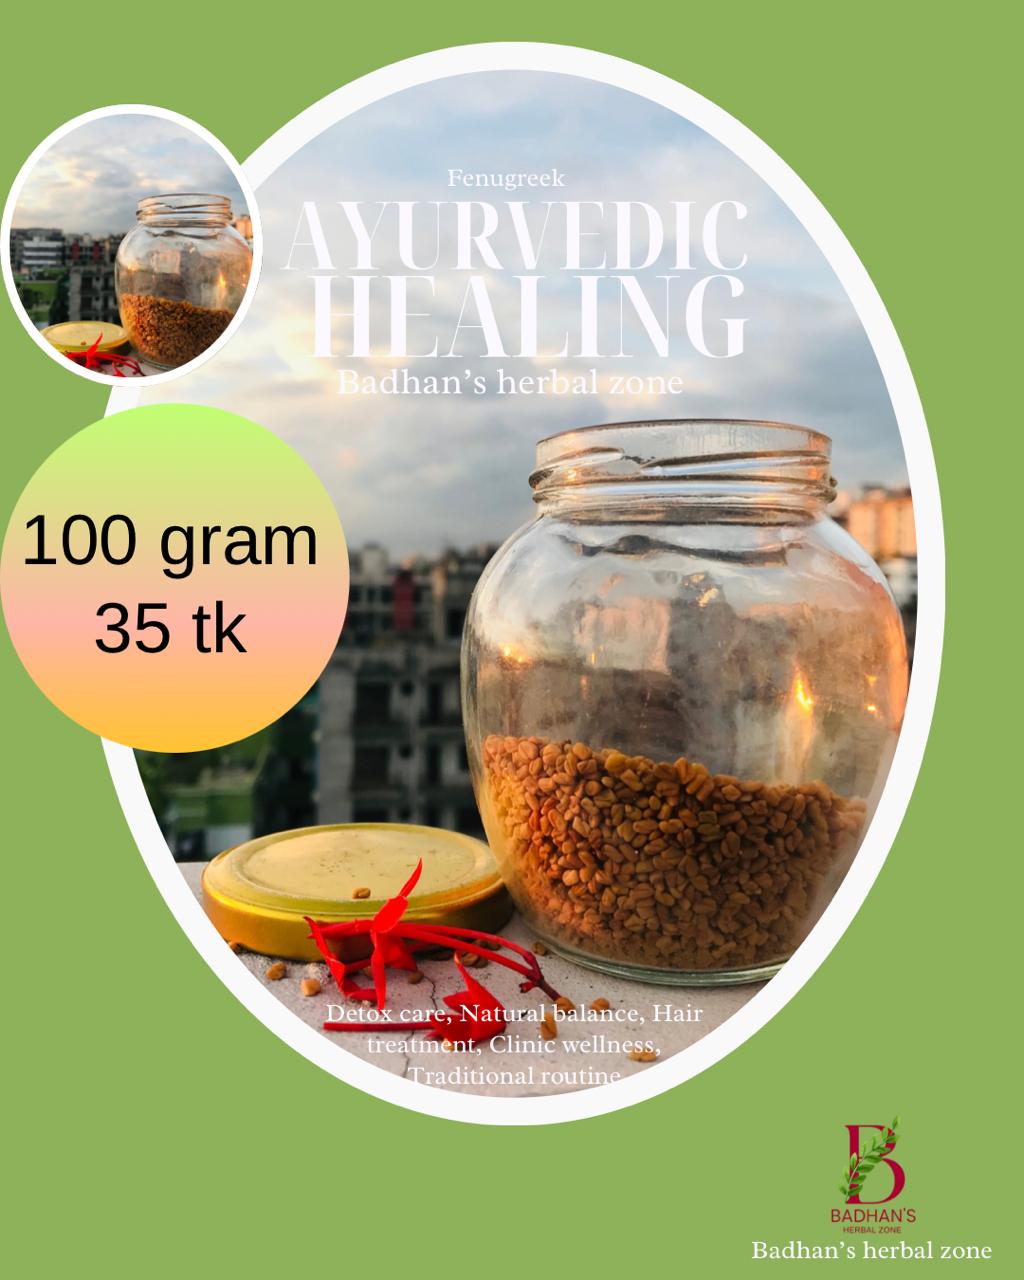 Fenugreek
AYURVEDIC
HEALING
Badhan's herbal zone
100 gram
35 tk
Detox care, Natural balance, Hair
treatment, Clinic wellness,
Traditional routine
B
BADHAN'S
HERBAL ZONE
Badhan's herbal zone